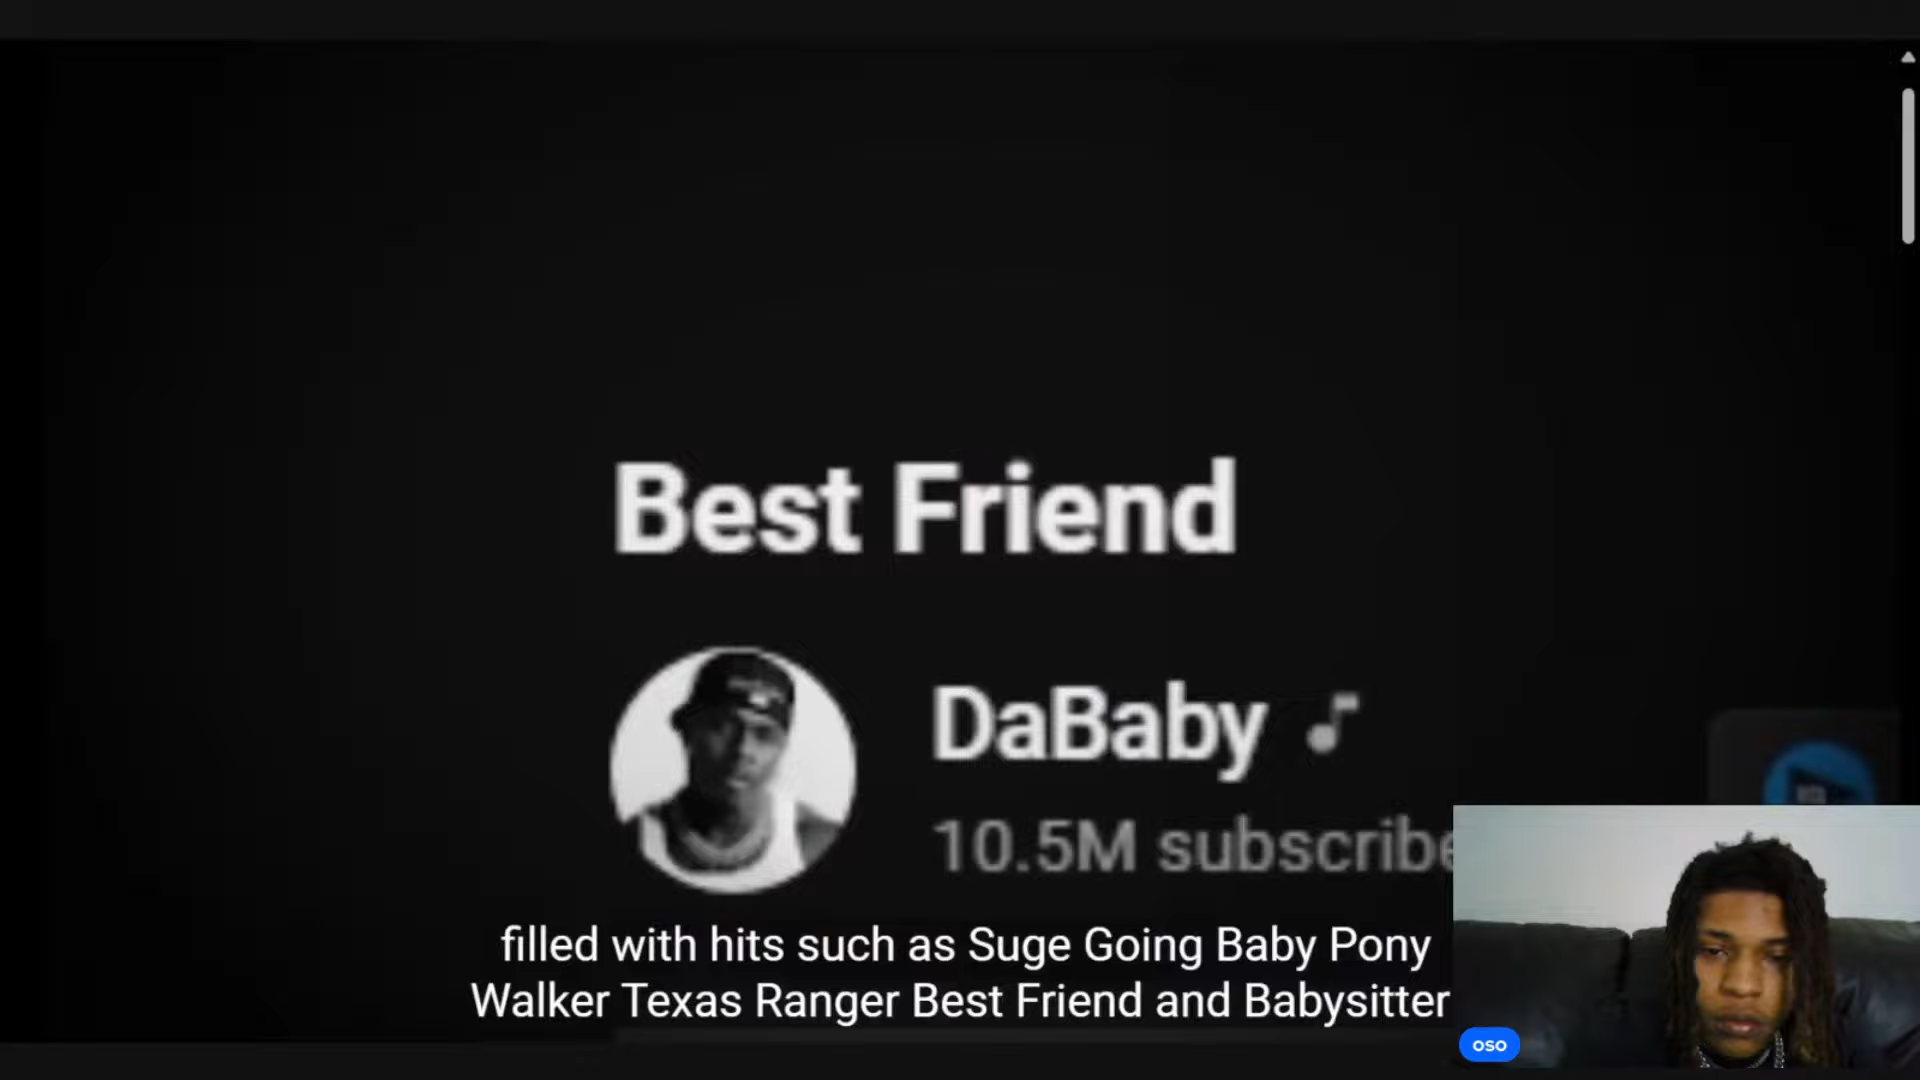 Best Friend
DaBaby
10.5M subscribe
filled with hits such as Suge Going Baby Pony
Walker Texas Ranger Best Friend and Babysitter
oso